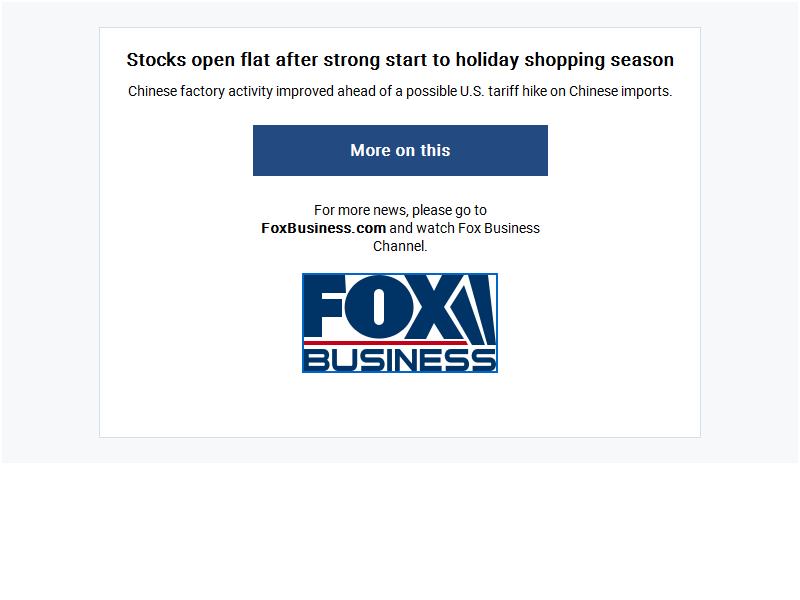 Stocks open flat after strong start to holiday shopping season
Chinese factory activity improved ahead of a possible U.S. tariff hike on Chinese imports.
More on this
For more news, please go to
FoxBusiness.com and watch Fox Business
Channel.
FOX
BUSINESS